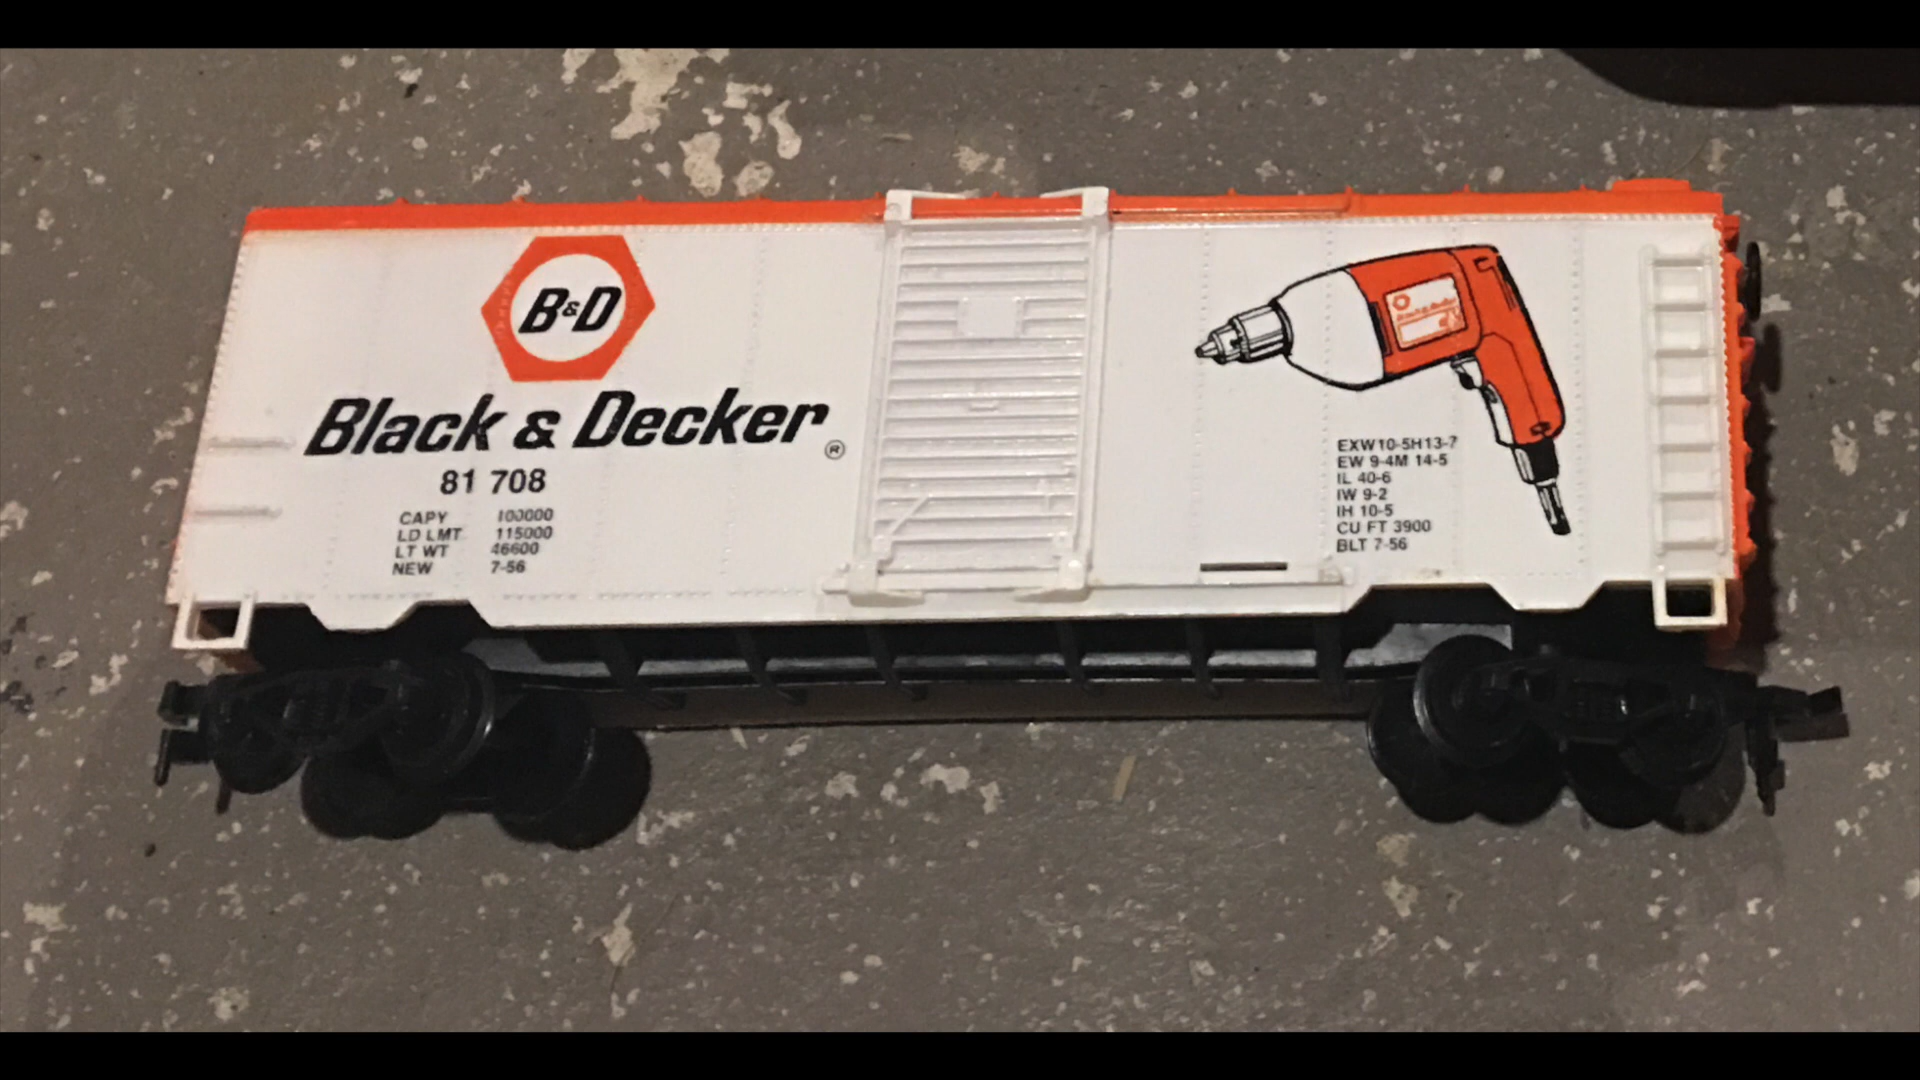 B&D
Black & Decker ®
81 708
CAPY 100000
LD LMT 115000
LT WT 46600
NEW 7-56
EXW10-5H13-7
EW 9-4M 14-5
IL 40-6
IW 9-2
IH 10-5
CU FT 3900
BLT 7-56